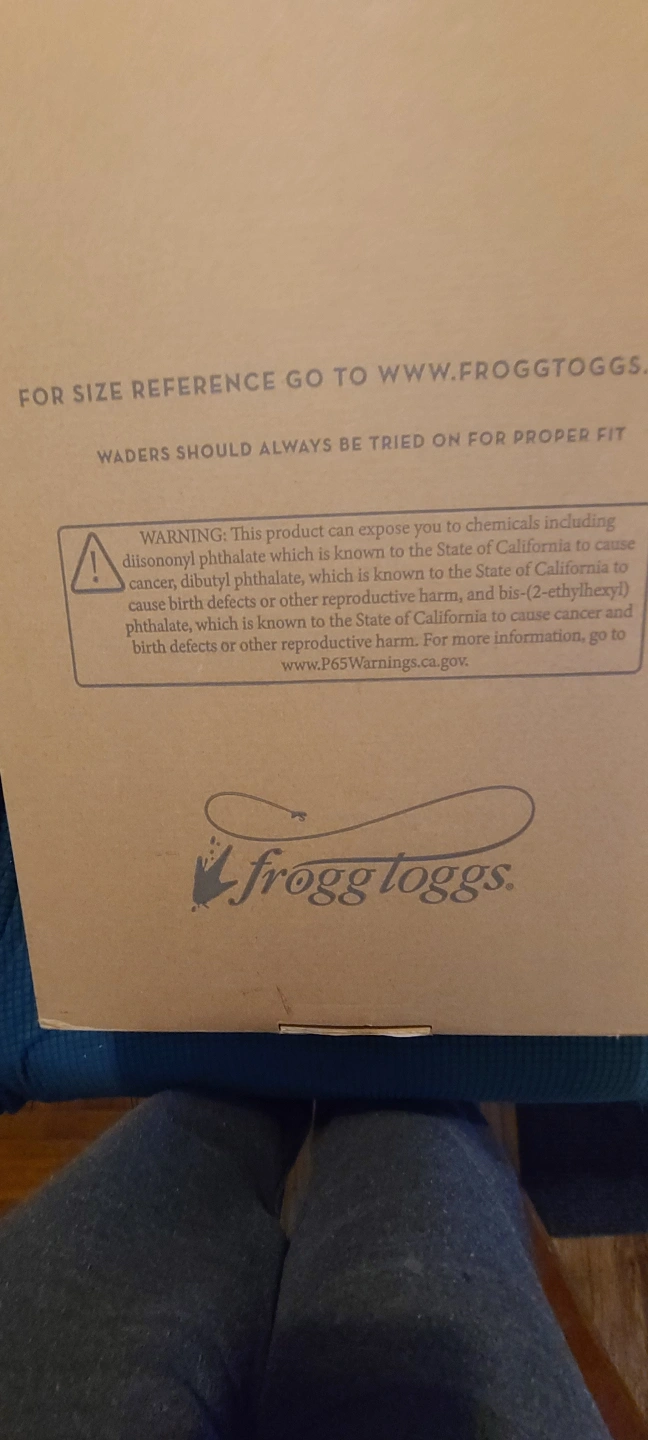 FOR SIZE REFERENCE GO TO WWW.FROGGTOGGS.
WADERS SHOULD ALWAYS BE TRIED ON FOR PROPER FIT
WARNING: This product can expose you to chemicals including
diisononyl phthalate which is known to the State of California to cause
cancer, dibutyl phthalate, which is known to the State of California to
cause birth defects or other reproductive harm, and bis-(2-ethylhexyl)
phthalate, which is known to the State of California to cause cancer and
birth defects or other reproductive harm. For more information, go to
www.P65Warnings.ca.gov.
frogg toggs.